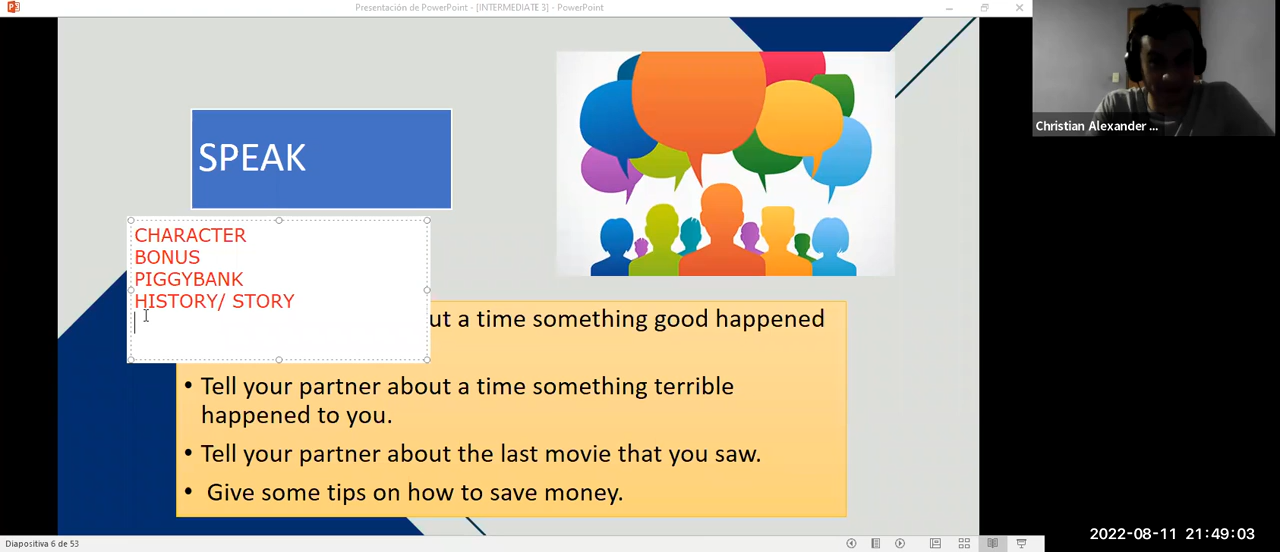 Presentación de PowerPoint - [INTERMEDIATE 3] - PowerPoint
Christian Alexander ...
SPEAK
CHARACTER
BONUS
PIGGYBANK
HISTORY/ STORY
ut a time something good happened
• Tell your partner about a time something terrible
happened to you.
• Tell your partner about the last movie that you saw.
• Give some tips on how to save money.
Diapositiva 6 de 53
2022-08-11 21:49:03